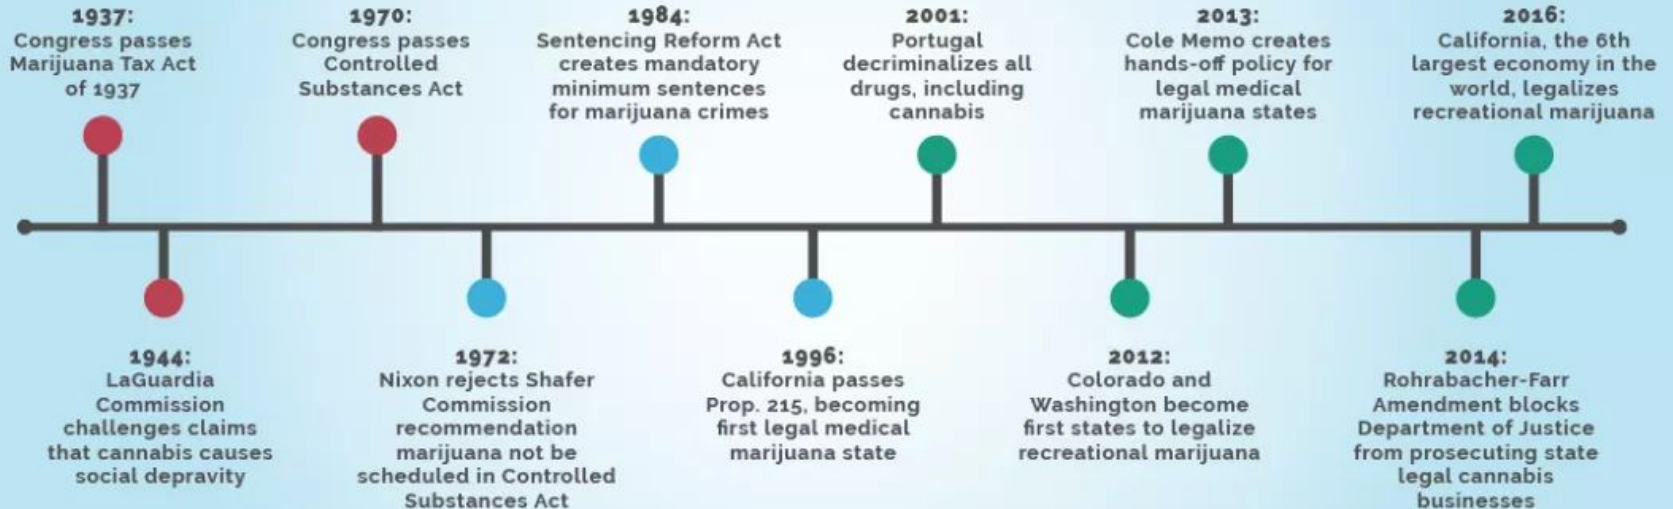 1937:
Congress passes
Marijuana Tax Act
of 1937
1970:
Congress passes
Controlled
Substances Act
1984:
Sentencing Reform Act
creates mandatory
minimum sentences
for marijuana crimes
2001:
Portugal
decriminalizes all
drugs, including
cannabis
2013:
Cole Memo creates
hands-off policy for
legal medical
marijuana states
2016:
California, the 6th
largest economy in the
world, legalizes
recreational marijuana
1944:
LaGuardia
Commission
challenges claims
that cannabis causes
social depravity
1972:
Nixon rejects Shafer
Commission
recommendation
marijuana not be
scheduled in Controlled
Substances Act
1996:
California passes
Prop. 215, becoming
first legal medical
marijuana state
2012:
Colorado and
Washington become
first states to legalize
recreational marijuana
2014:
Rohrabacher-Farr
Amendment blocks
Department of Justice
from prosecuting state
legal cannabis
businesses